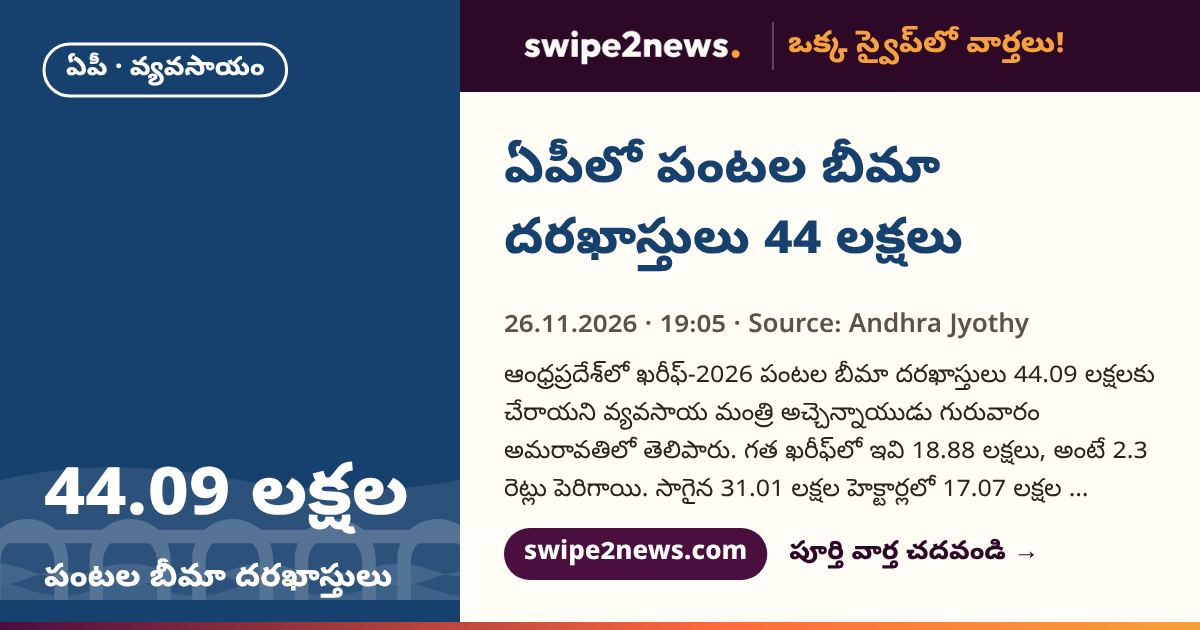 ఏపీ · వ్యవసాయం
44.09 లక్షల
పంటల బీమా దరఖాస్తులు
swipe2news.
ఒక్క స్వైప్‌లో వార్తలు!
ఏపీలో పంటల బీమా
దరఖాస్తులు 44 లక్షలు
26.11.2026 · 19:05 · Source: Andhra Jyothy
ఆంధ్రప్రదేశ్‌లో ఖరీఫ్-2026 పంటల బీమా దరఖాస్తులు 44.09 లక్షలకు
చేరాయని వ్యవసాయ మంత్రి అచ్చెన్నాయుడు గురువారం
అమరావతిలో తెలిపారు. గత ఖరీఫ్‌లో ఇవి 18.88 లక్షలు, అంటే 2.3
రెట్లు పెరిగాయి. సాగైన 31.01 లక్షల హెక్టార్లలో 17.07 లక్షల ...
swipe2news.com
పూర్తి వార్త చదవండి →